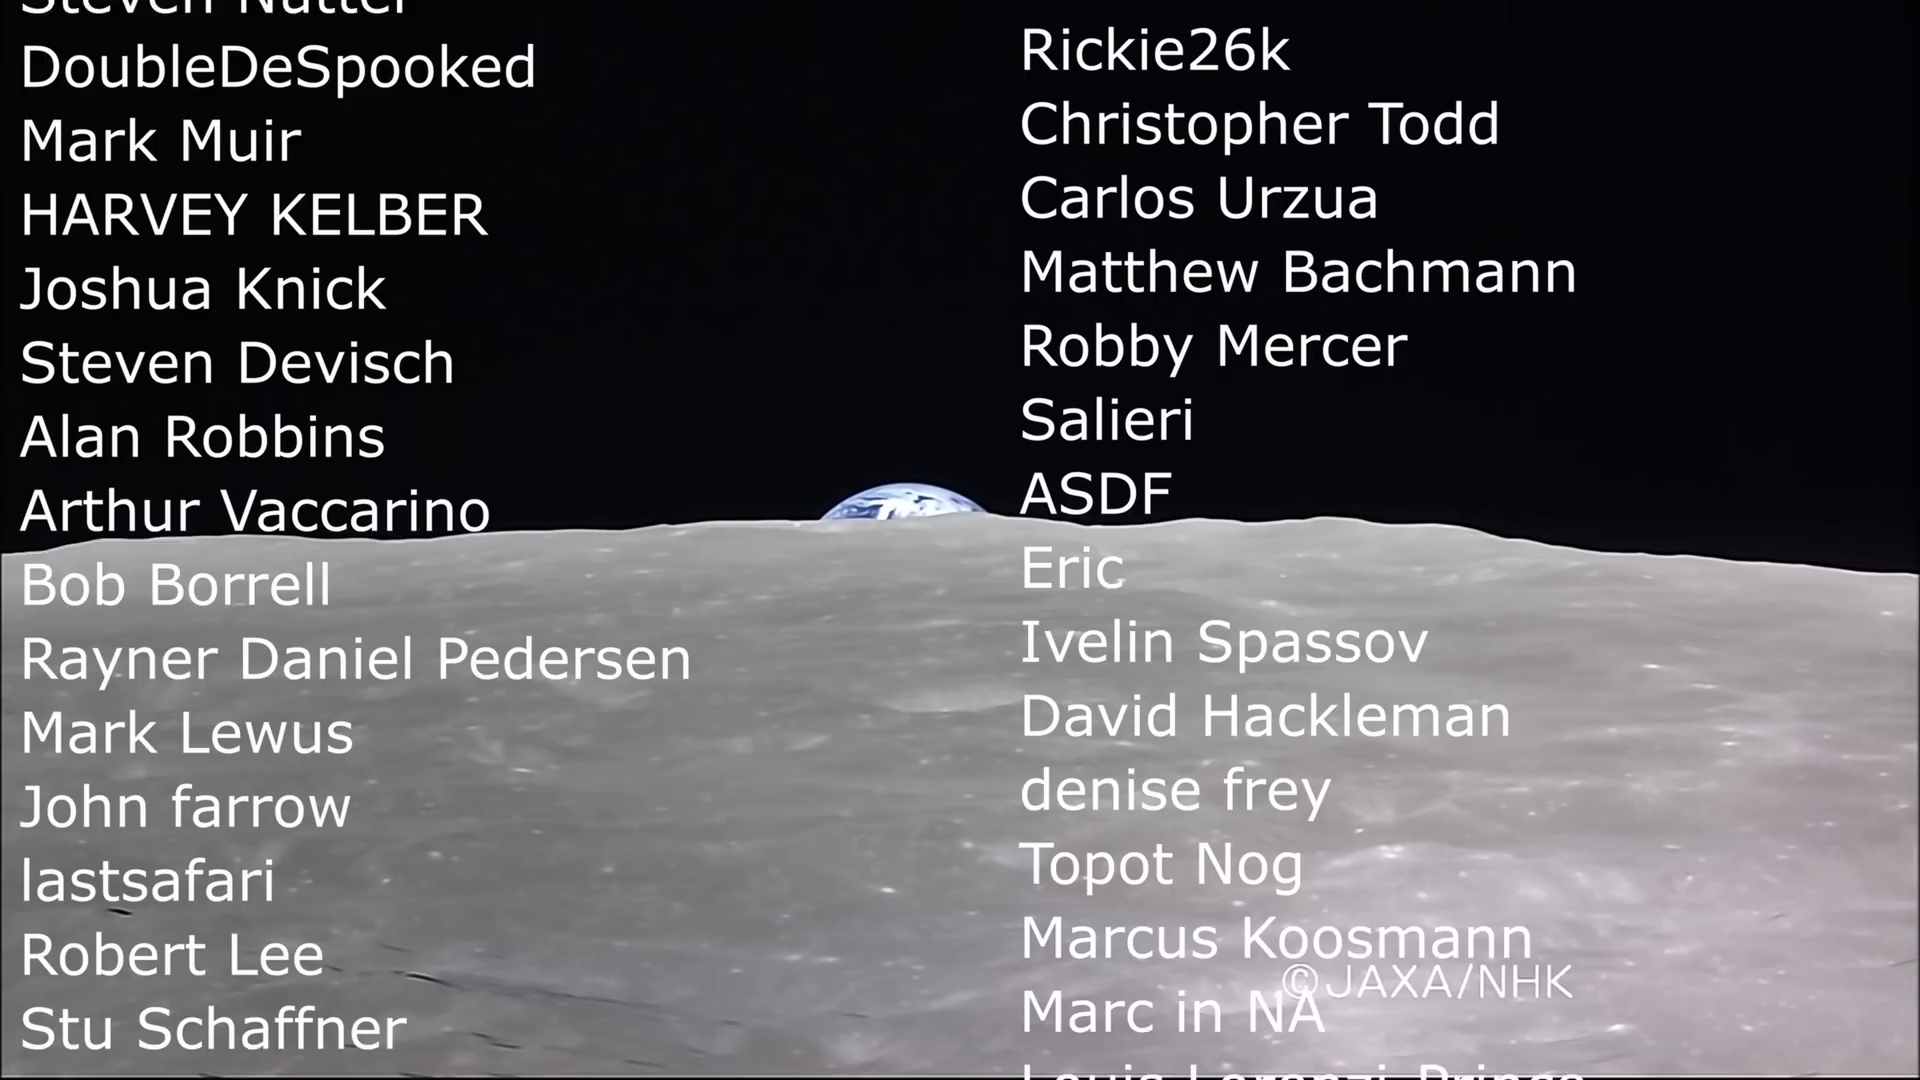 Steven Nutter
DoubleDeSpooked
Mark Muir
HARVEY KELBER
Joshua Knick
Steven Devisch
Alan Robbins
Arthur Vaccarino
Bob Borrell
Rayner Daniel Pedersen
Mark Lewus
John farrow
lastsafari
Robert Lee
Stu Schaffner
Rickie26k
Christopher Todd
Carlos Urzua
Matthew Bachmann
Robby Mercer
Salieri
ASDF
Eric
Ivelin Spassov
David Hackleman
denise frey
Topot Nog
Marcus Koosmann
©JAXA/NHK
Marc in NA